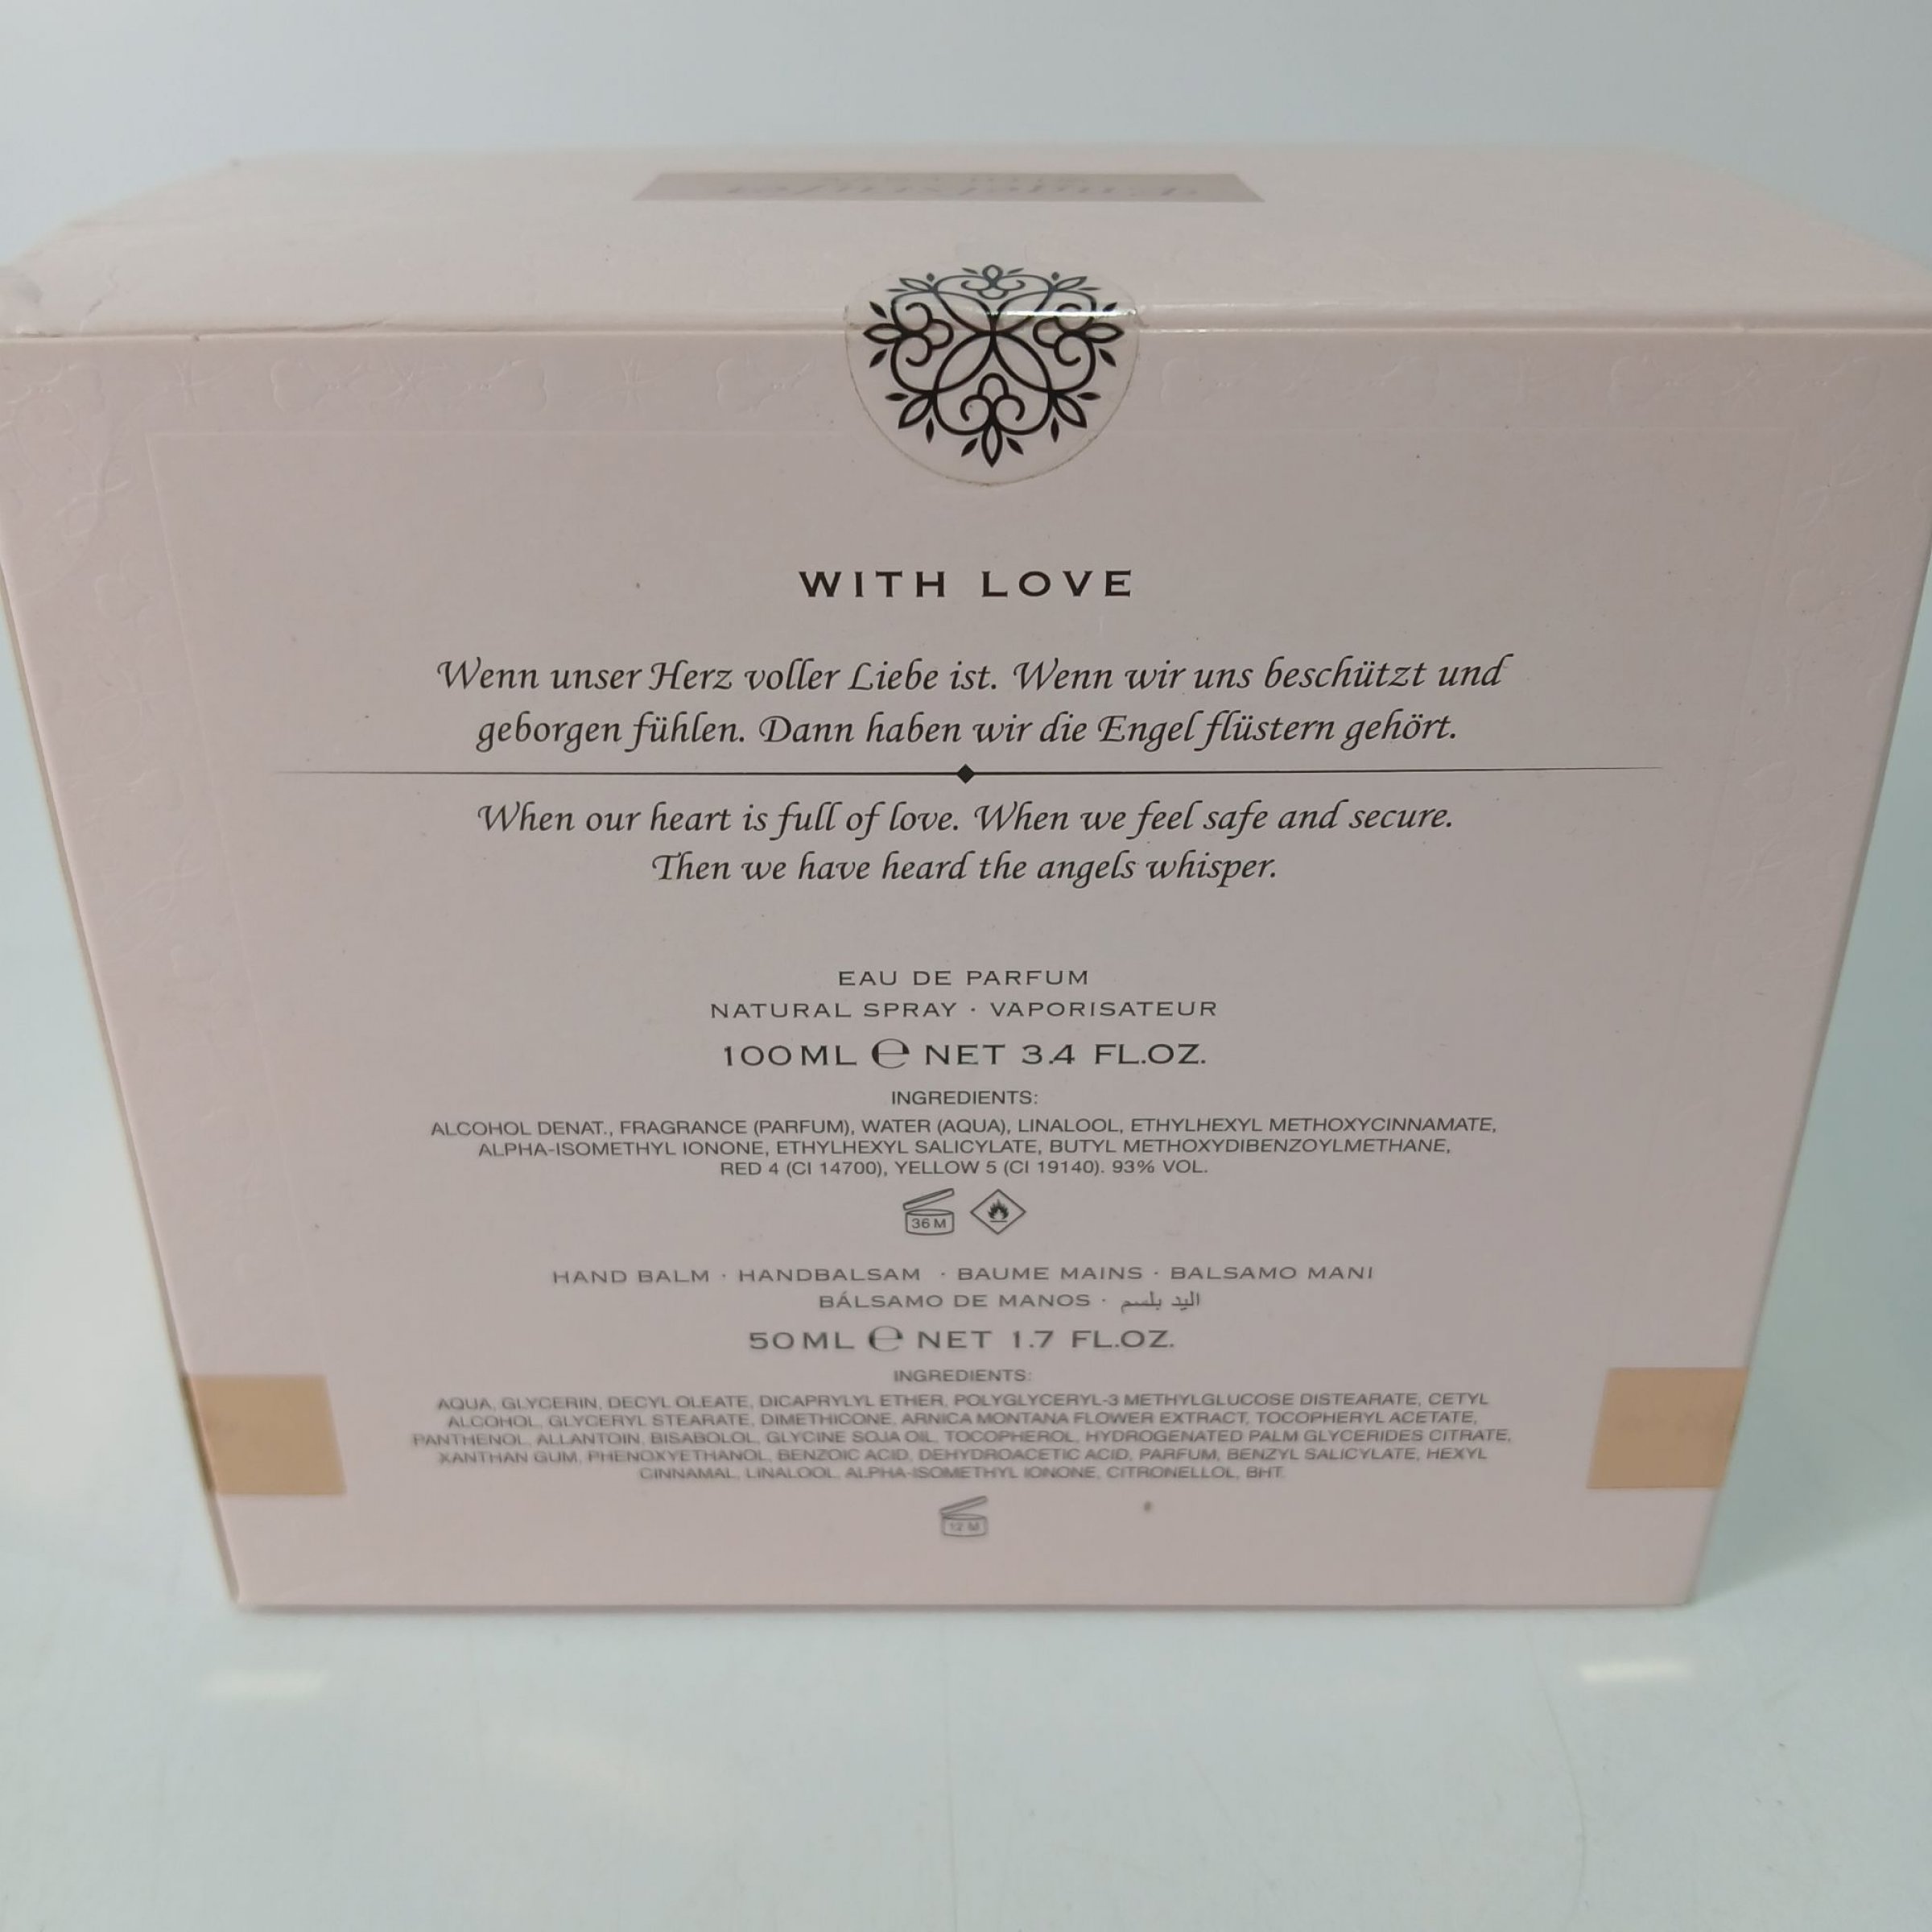 WITH LOVE
Wenn unser Herz voller Liebe ist. Wenn wir uns beschützt und
geborgen fühlen. Dann haben wir die Engel flüstern gehört.
When our heart is full of love. When we feel safe and secure.
Then we have heard the angels whisper.
EAU DE PARFUM
NATURAL SPRAY · VAPORISATEUR
100 ML ℮ NET 3.4 FL.OZ.
INGREDIENTS:
ALCOHOL DENAT., FRAGRANCE (PARFUM), WATER (AQUA), LINALOOL, ETHYLHEXYL METHOXYCINNAMATE,
ALPHA-ISOMETHYL IONONE, ETHYLHEXYL SALICYLATE, BUTYL METHOXYDIBENZOYLMETHANE,
RED 4 (CI 14700), YELLOW 5 (CI 19140). 93% VOL.
36 M
HAND BALM · HANDBALSAM · BAUME MAINS · BALSAMO MANI
BÁLSAMO DE MANOS · اليد بلسم
50 ML ℮ NET 1.7 FL.OZ.
INGREDIENTS:
AQUA, GLYCERIN, DECYL OLEATE, DICAPRYLYL ETHER, POLYGLYCERYL-3 METHYLGLUCOSE DISTEARATE, CETYL
ALCOHOL, GLYCERYL STEARATE, DIMETHICONE, ARNICA MONTANA FLOWER EXTRACT, TOCOPHERYL ACETATE,
PANTHENOL, ALLANTOIN, BISABOLOL, GLYCINE SOJA OIL, TOCOPHEROL, HYDROGENATED PALM GLYCERIDES CITRATE,
XANTHAN GUM, PHENOXYETHANOL, BENZOIC ACID, DEHYDROACETIC ACID, PARFUM, BENZYL SALICYLATE, HEXYL
CINNAMAL, LINALOOL, ALPHA-ISOMETHYL IONONE, CITRONELLOL, BHT.
12 M